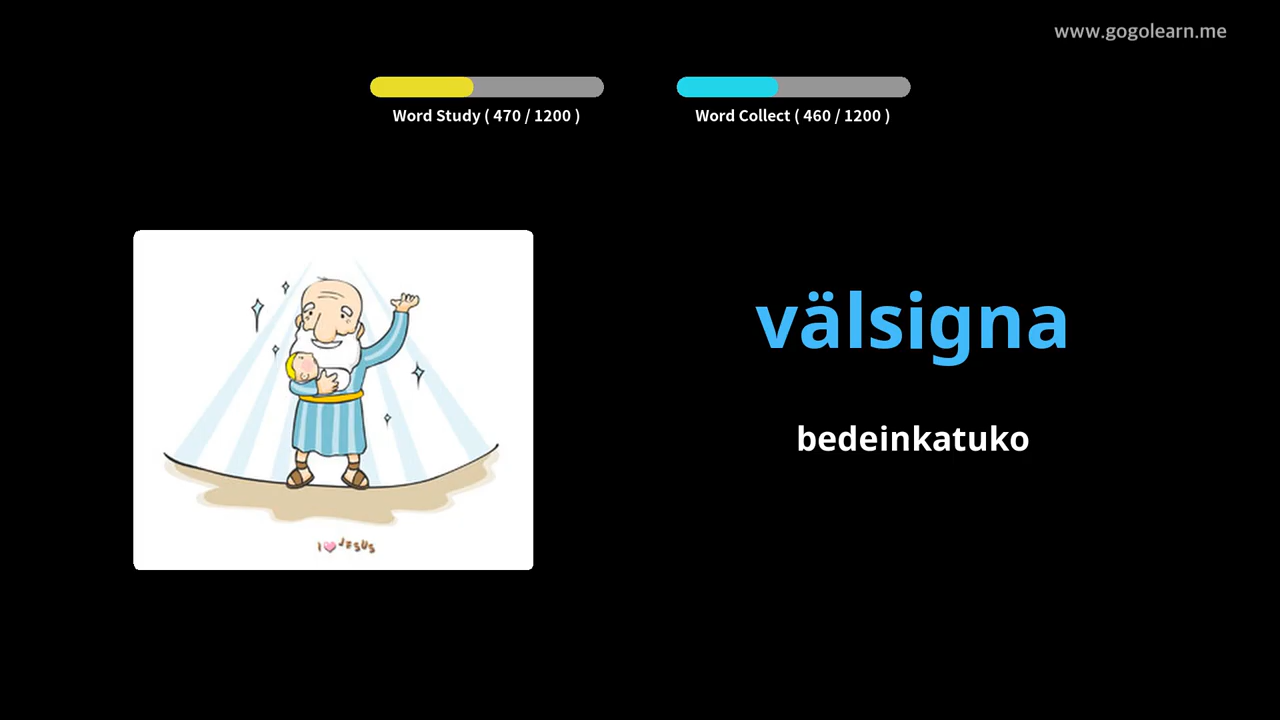 www.gogolearn.me
Word Study ( 470 / 1200 )
Word Collect ( 460 / 1200 )
välsigna
bedeinkatuko
I JESUS